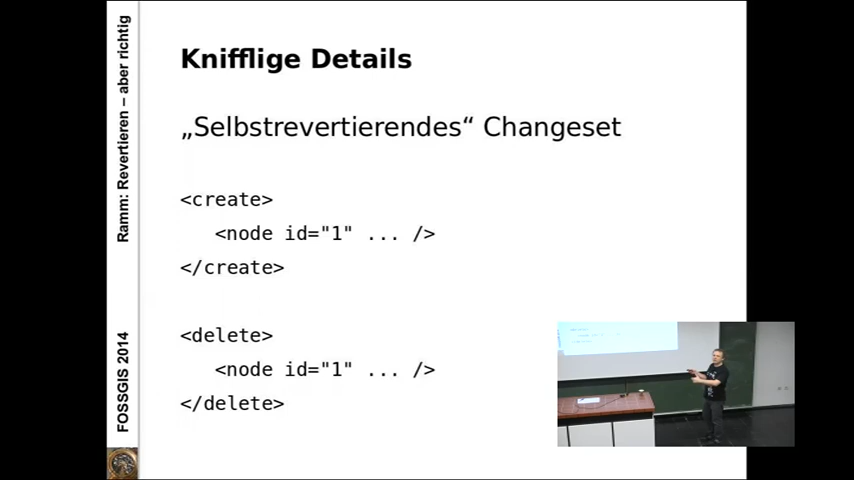 Ramm: Revertieren – aber richtig
FOSSGIS 2014
Knifflige Details
„Selbstrevertierendes“ Changeset
<create>
<node id="1" ... />
</create>
<delete>
<node id="1" ... />
</delete>